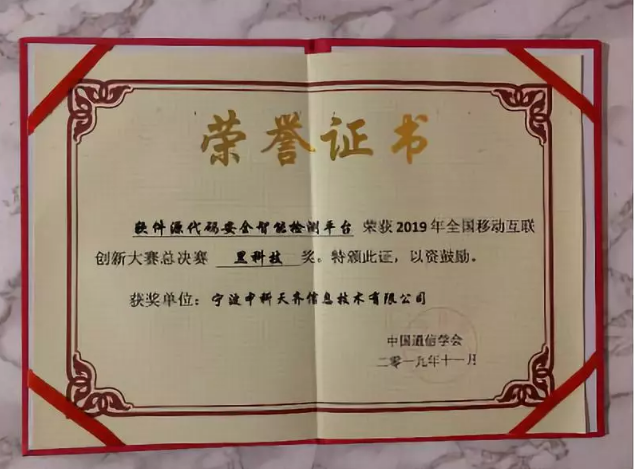 荣誉证书
软件源代码安全智能检测平台 荣获2019年全国移动互联
创新大赛总决赛 黑科技 奖。特颁此证，以资鼓励。
获奖单位：宁波中科天齐信息技术有限公司
中国通信学会
二零一九年十一月